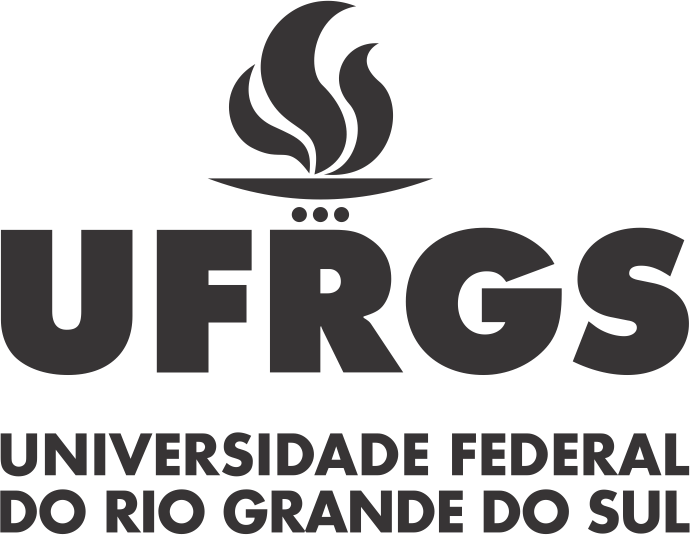 UFRGS
UNIVERSIDADE FEDERAL
DO RIO GRANDE DO SUL